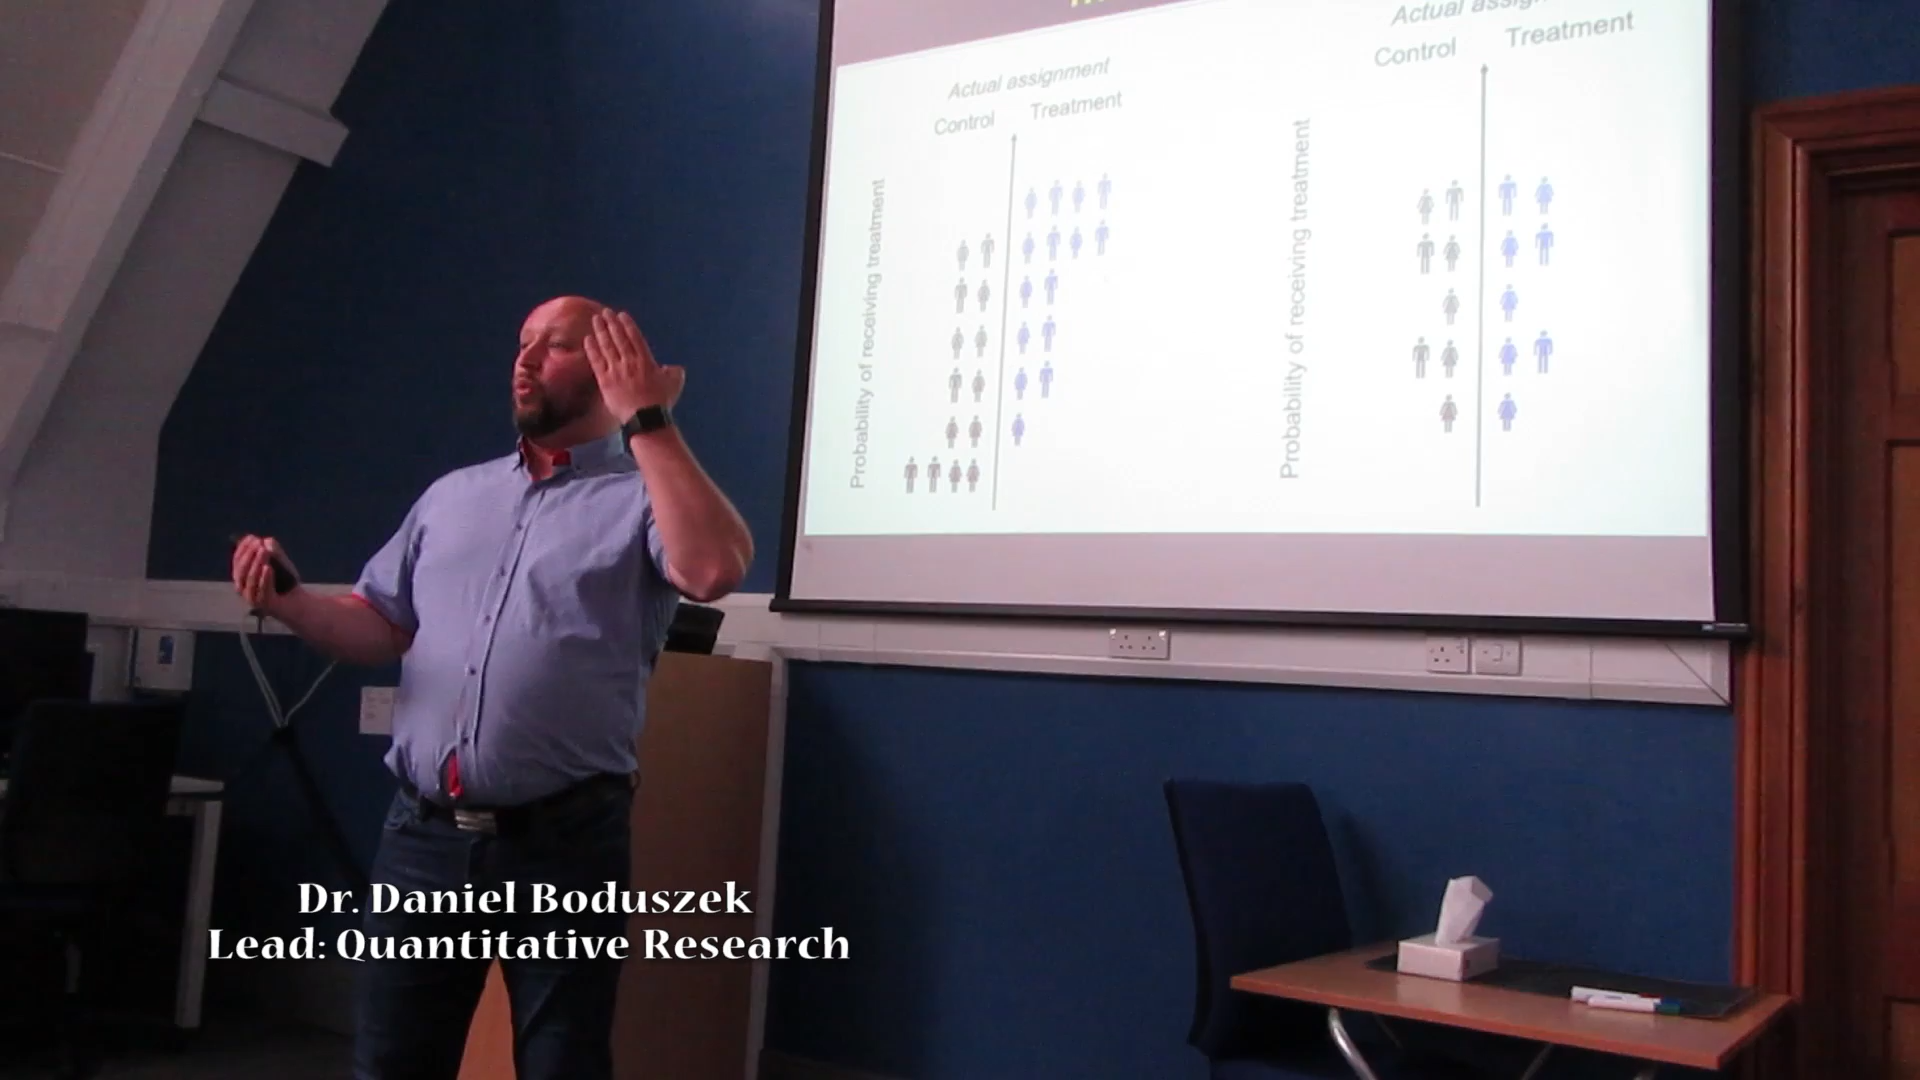 Actual assignment
Control Treatment
Probability of receiving treatment
Actual
Control Treatment
Probability of receiving treatment
Dr. Daniel Boduszek
Lead: Quantitative Research